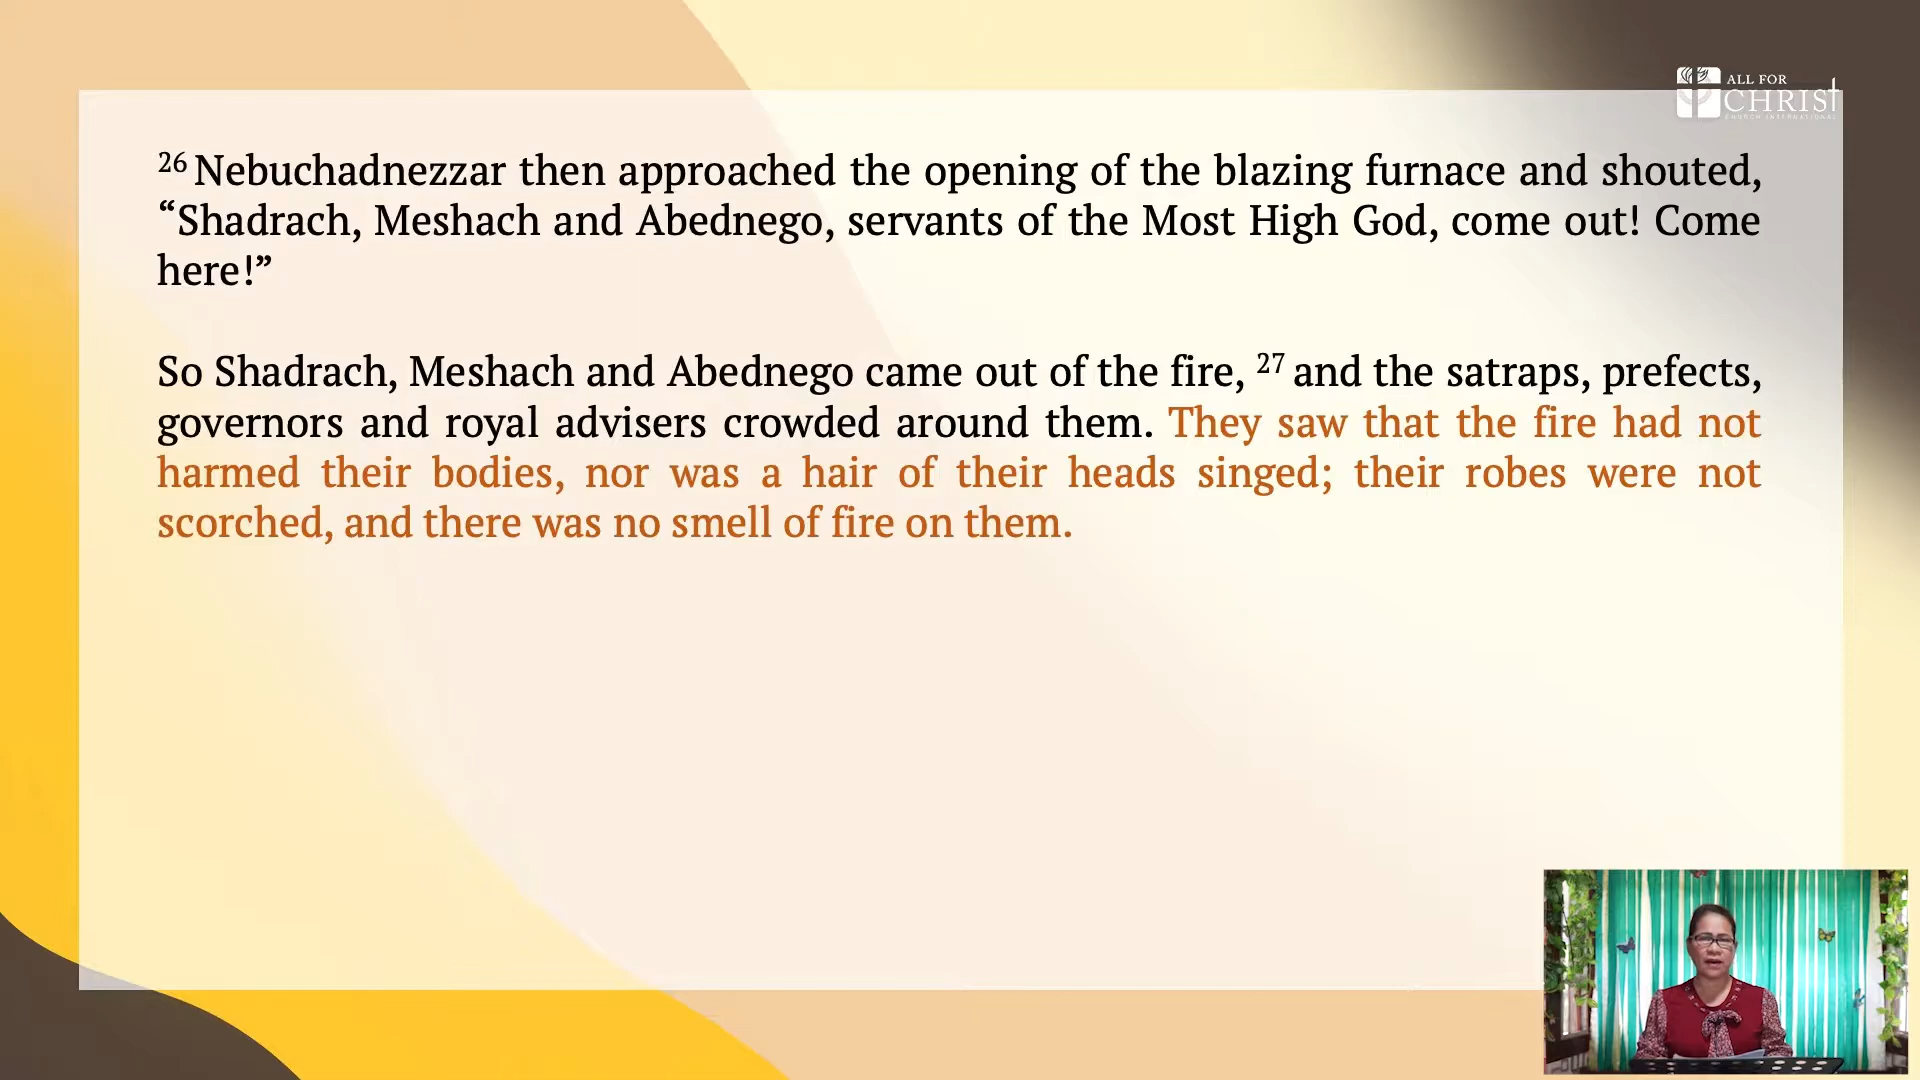 ALL FOR
CHRIST
CHURCH INTERNATIONAL
26 Nebuchadnezzar then approached the opening of the blazing furnace and shouted,
“Shadrach, Meshach and Abednego, servants of the Most High God, come out! Come
here!”
So Shadrach, Meshach and Abednego came out of the fire, 27 and the satraps, prefects,
governors and royal advisers crowded around them. They saw that the fire had not
harmed their bodies, nor was a hair of their heads singed; their robes were not
scorched, and there was no smell of fire on them.